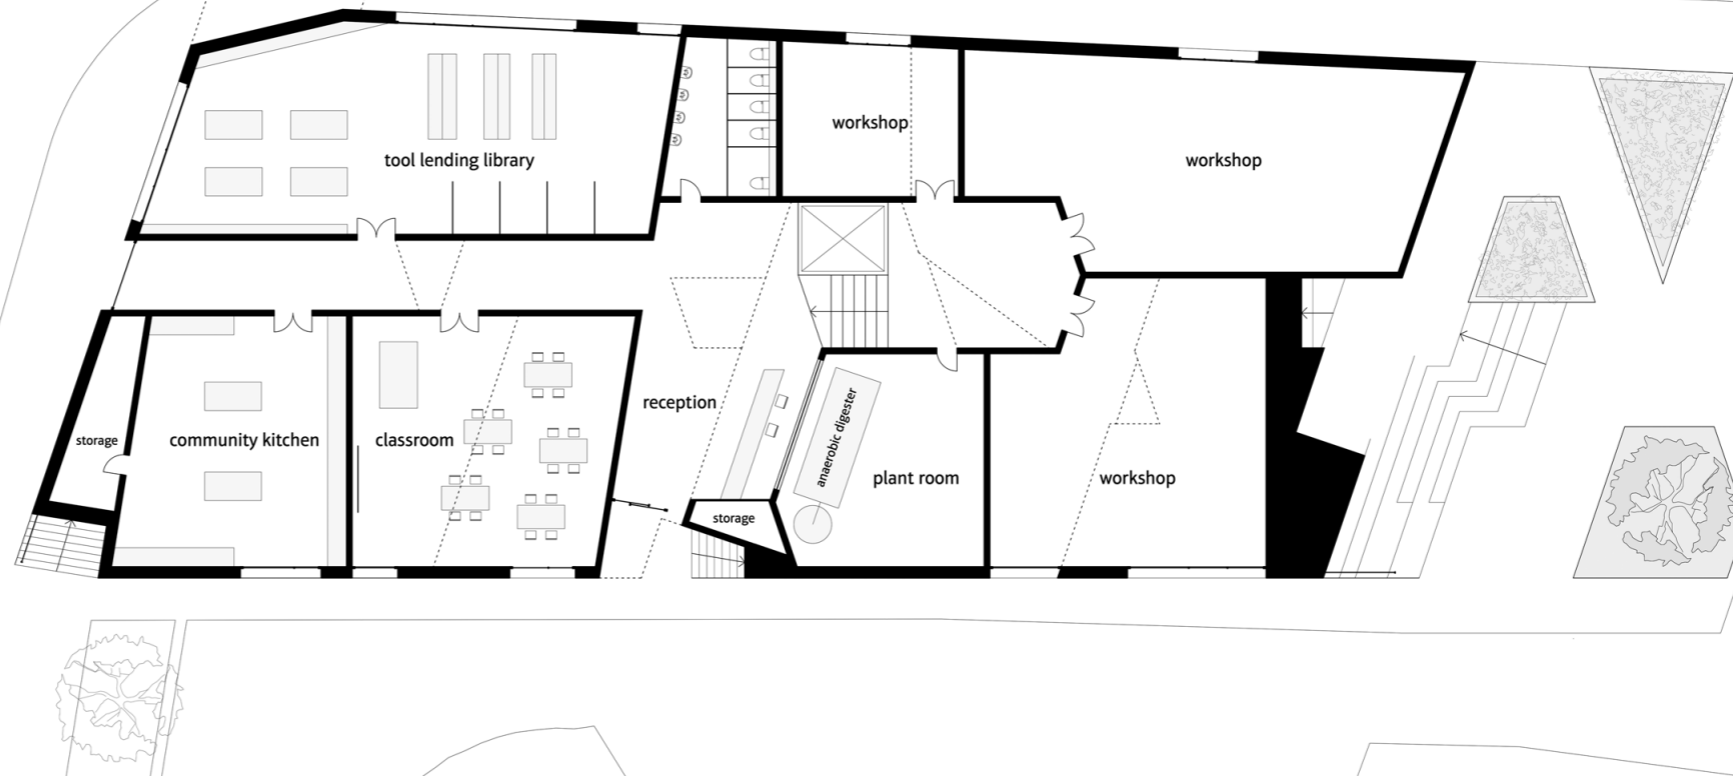 workshop
tool lending library
workshop
reception
storage
community kitchen
classroom
anaerobic digester
plant room
workshop
storage